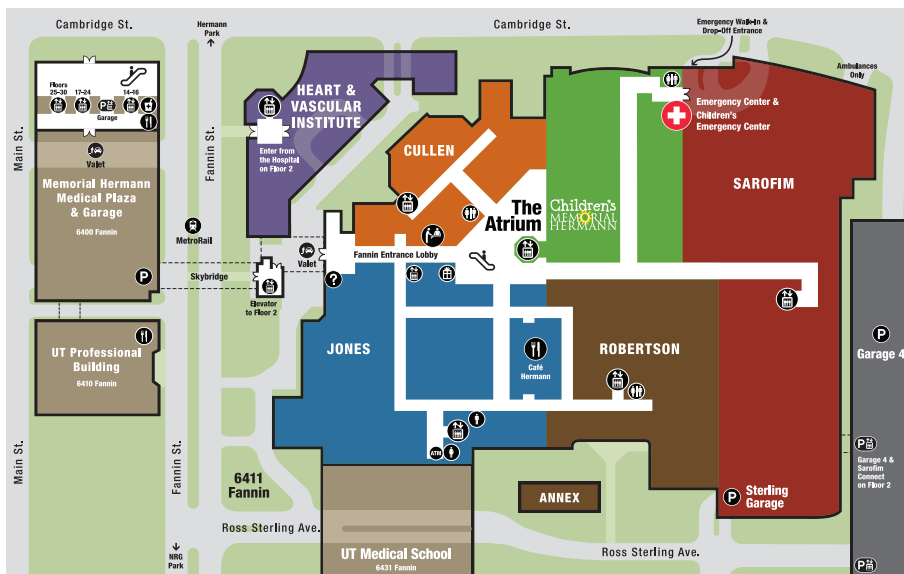 Cambridge St.
Hermann
Park
Cambridge St.
Emergency Walk-In &
Drop-Off Entrance
Ambulances
Only
Floors
25-30
17-24
14-16
P
Garage
Valet
Main St.
Fannin St.
Memorial Hermann
Medical Plaza
& Garage
6400 Fannin
P
MetroRail
Skybridge
HEART &
VASCULAR
INSTITUTE
Enter from
the Hospital
on Floor 2
Valet
Elevator
to Floor 2
CULLEN
The
Atrium
Fannin Entrance Lobby
?
Children's
MEMORIAL
HERMANN
Emergency Center &
Children's
Emergency Center
SAROFIM
UT Professional
Building
6410 Fannin
JONES
Café
Hermann
ROBERTSON
P
Garage 4
ATM
P
Garage 4 &
Sarofim
Connect
on Floor 2
Main St.
Fannin St.
6411
Fannin
ANNEX
P
Sterling
Garage
Ross Sterling Ave.
Ross Sterling Ave.
NRG
Park
UT Medical School
6431 Fannin
P